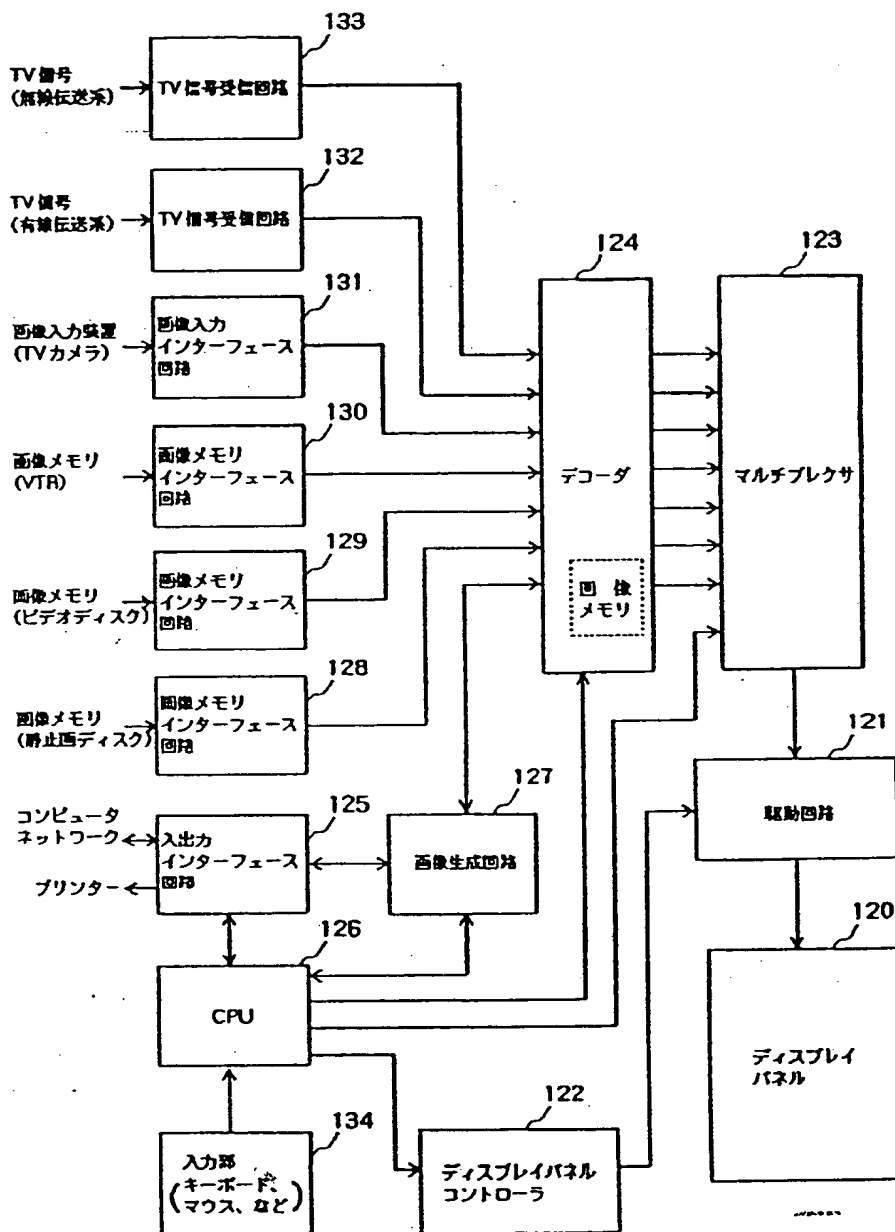 133
TV信号
(無線伝送系)
TV信号受信回路
132
TV信号
(有線伝送系)
TV信号受信回路
131
画像入力装置
(TVカメラ)
画像入力
インターフェース
回路
130
画像メモリ
(VTR)
画像メモリ
インターフェース
回路
129
画像メモリ
(ビデオディスク)
画像メモリ
インターフェース
回路
128
画像メモリ
(静止画ディスク)
画像メモリ
インターフェース
回路
124
デコーダ
画像
メモリ
123
マルチプレクサ
125
コンピュータ
ネットワーク
プリンター
入出力
インターフェース
回路
127
画像生成回路
121
駆動回路
126
CPU
120
ディスプレイ
パネル
134
入力部
(キーボード、
マウス、など)
122
ディスプレイパネル
コントローラ